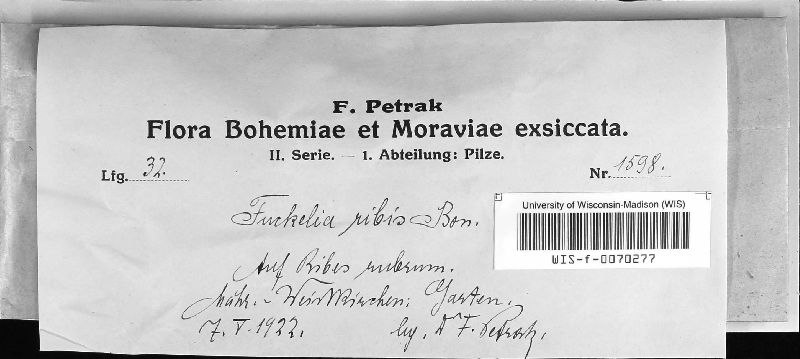 F. Petrak
Flora Bohemiae et Moraviae exsiccata.
II. Serie. — 1. Abteilung: Pilze.
Lfg. 32.
Nr. 1598.
Fuckelia ribis Bon.
University of Wisconsin-Madison (WIS)
WIS-f-0070277
Auf Ribes rubrum.
Mähr.-Weisskirchen: Garten.
7. V. 1922. leg. Dr F. Petrak.